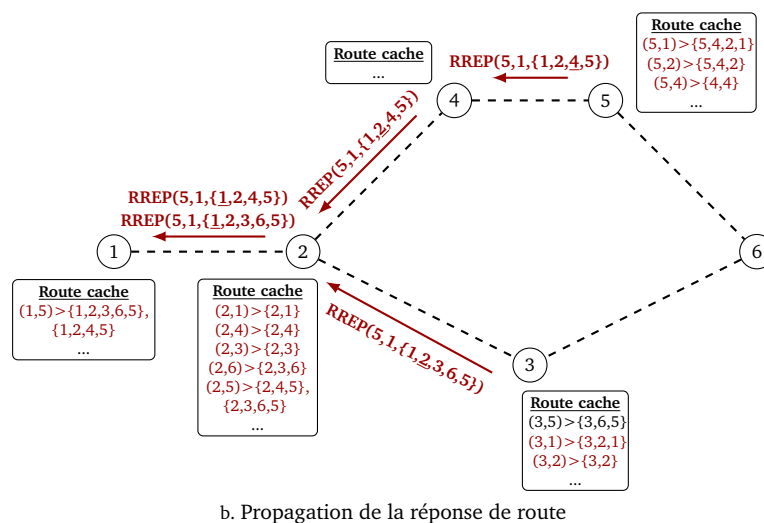 Route cache
...
RREP(5,1,{1,2,4,5})
Route cache
(5,1)>{5,4,2,1}
(5,2)>{5,4,2}
(5,4)>{4,4}
...
4
5
RREP(5,1,{1,2,4,5})
RREP(5,1,{1,2,4,5})
RREP(5,1,{1,2,3,6,5})
1
2
6
Route cache
(1,5)>{1,2,3,6,5},
{1,2,4,5}
...
Route cache
(2,1)>{2,1}
(2,4)>{2,4}
(2,3)>{2,3}
(2,6)>{2,3,6}
(2,5)>{2,4,5},
{2,3,6,5}
...
RREP(5,1,{1,2,3,6,5})
3
Route cache
(3,5)>{3,6,5}
(3,1)>{3,2,1}
(3,2)>{3,2}
...
b. Propagation de la réponse de route